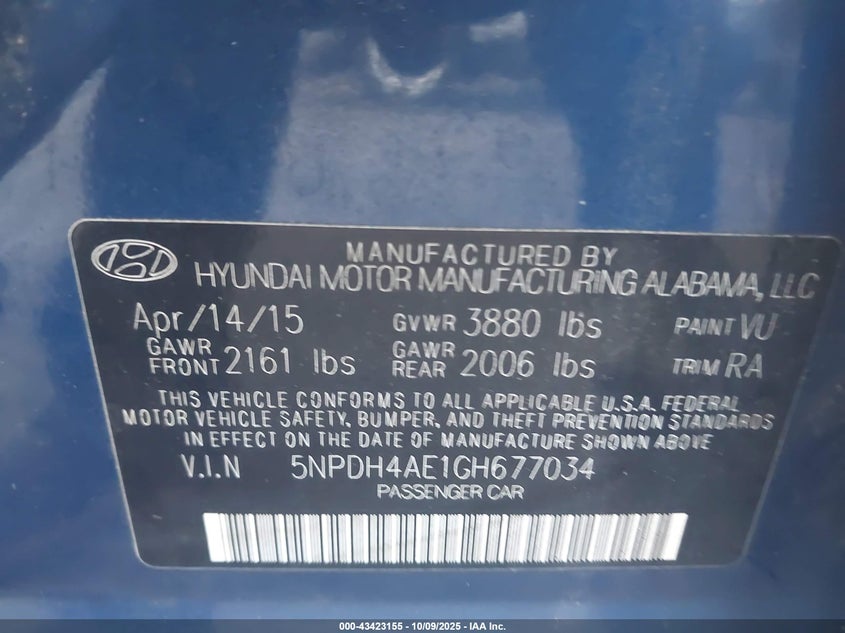 MANUFACTURED BY
HYUNDAI MOTOR MANUFACTURING ALABAMA, LLC
Apr/14/15 GVWR 3880 lbs PAINT VU
GAWR FRONT 2161 lbs GAWR REAR 2006 lbs TRIM RA
THIS VEHICLE CONFORMS TO ALL APPLICABLE U.S.A. FEDERAL
MOTOR VEHICLE SAFETY, BUMPER, AND THEFT PREVENTION STANDARDS
IN EFFECT ON THE DATE OF MANUFACTURE SHOWN ABOVE
V.I.N 5NPDH4AE1GH677034
PASSENGER CAR
000-43423155 - 10/09/2025 - IAA Inc.